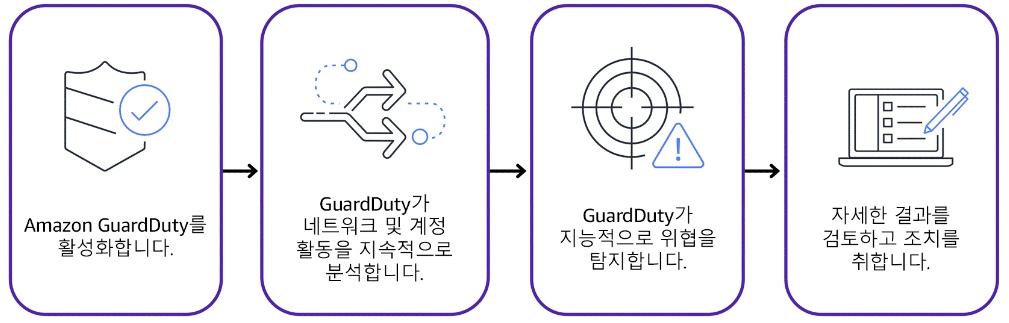 Amazon GuardDuty를
활성화합니다.
GuardDuty가
네트워크 및 계정
활동을 지속적으로
분석합니다.
GuardDuty가
지능적으로 위협을
탐지합니다.
자세한 결과를
검토하고 조치를
취합니다.